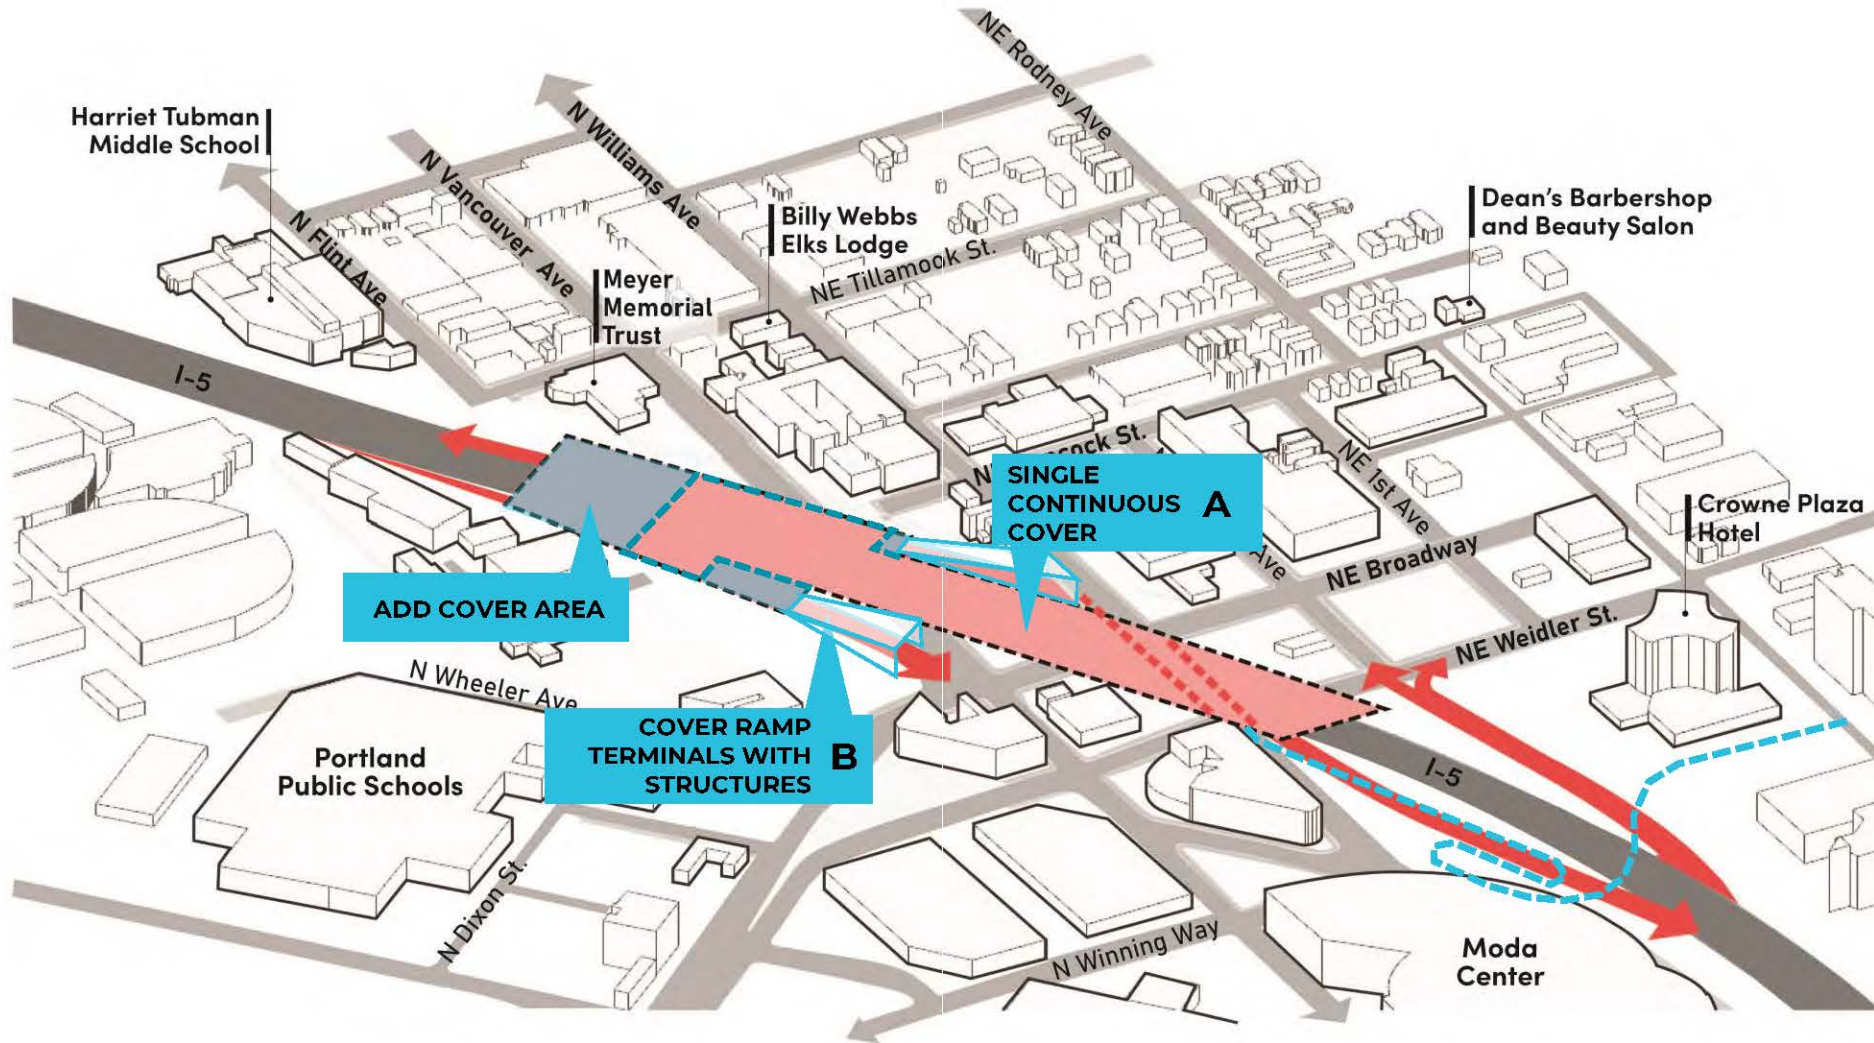 NE Rodney Ave
Harriet Tubman
Middle School
N Williams Ave
N Vancouver Ave
N Flint Ave
Billy Webbs
Elks Lodge
Dean's Barbershop
and Beauty Salon
NE Tillamook St.
Meyer
Memorial
Trust
I-5
St.
NE 1st Ave
SINGLE
CONTINUOUS
COVER
A
Crowne Plaza
Hotel
Ave
NE Broadway
ADD COVER AREA
NE Weidler St.
N Wheeler Ave
COVER RAMP
TERMINALS WITH
STRUCTURES
B
Portland
Public Schools
I-5
N Dixon St.
N Winning Way
Moda
Center